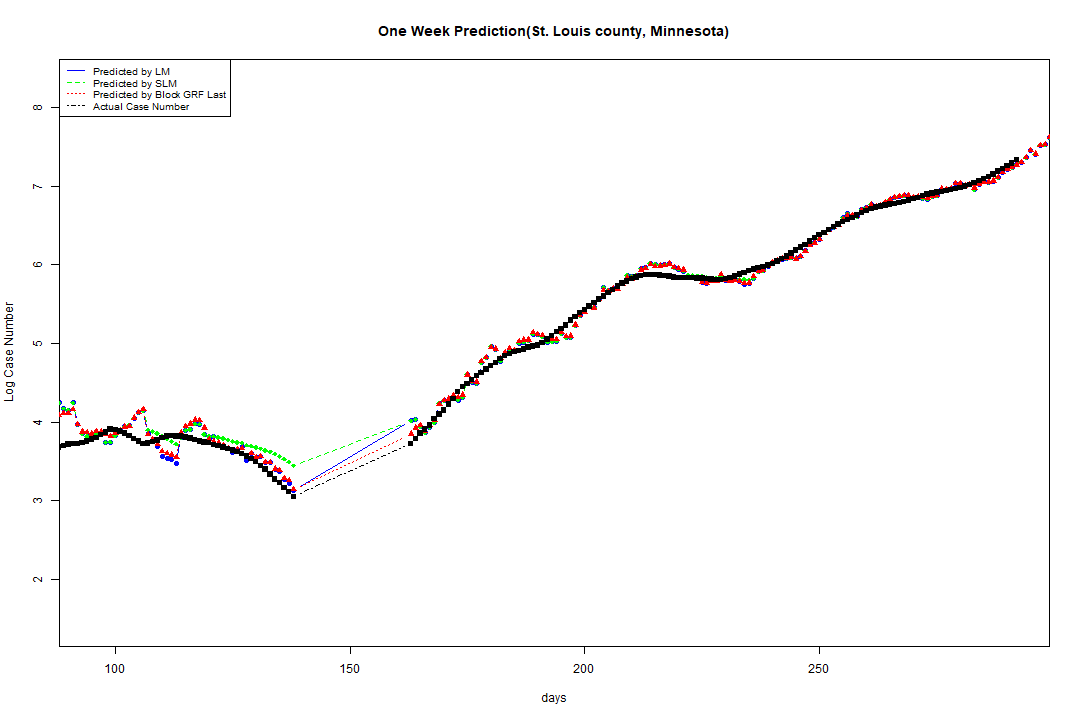 One Week Prediction(St. Louis county, Minnesota)
Predicted by LM
Predicted by SLM
Predicted by Block GRF Last
Actual Case Number
8
7
6
5
4
3
2
Log Case Number
100 150 200 250
days